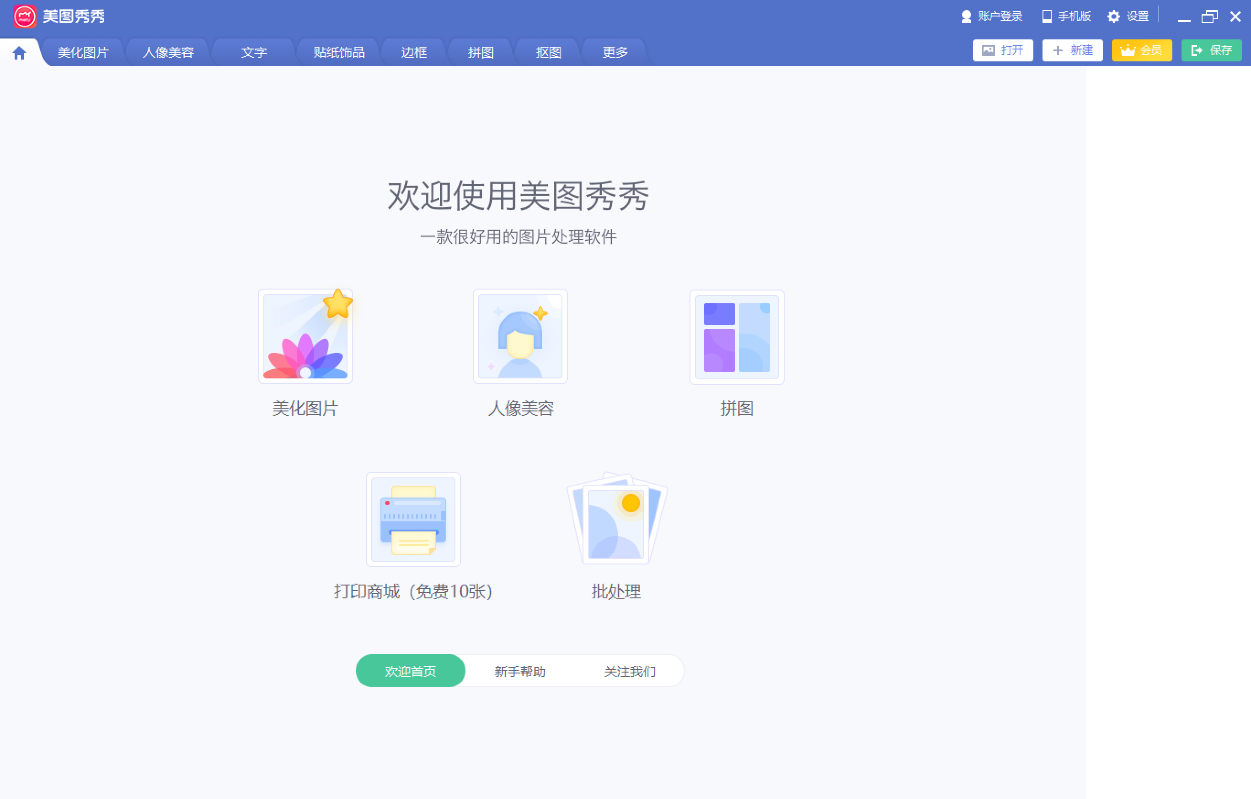 美图秀秀 账户登录 手机版 设置
美化图片 人像美容 文字 贴纸饰品 边框 拼图 抠图 更多 打开 新建 会员 保存
欢迎使用美图秀秀
一款很好用的图片处理软件
美化图片 人像美容 拼图
打印商城（免费10张） 批处理
欢迎首页 新手帮助 关注我们